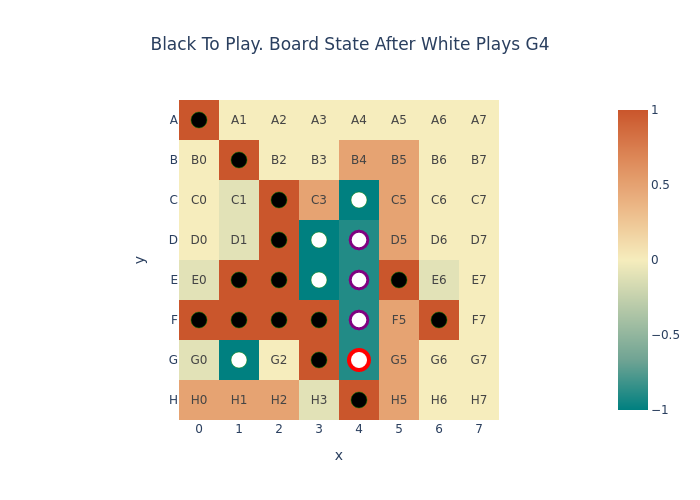 Black To Play. Board State After White Plays G4
A A1 A2 A3 A4 A5 A6 A7
B B0 B2 B3 B4 B5 B6 B7
C C0 C1 C3 C5 C6 C7
D D0 D1 D5 D6 D7
E E0 E6 E7
F F5 F7
G G0 G2 G5 G6 G7
H H0 H1 H2 H3 H5 H6 H7
0 1 2 3 4 5 6 7
x
y
1
0.5
0
−0.5
−1